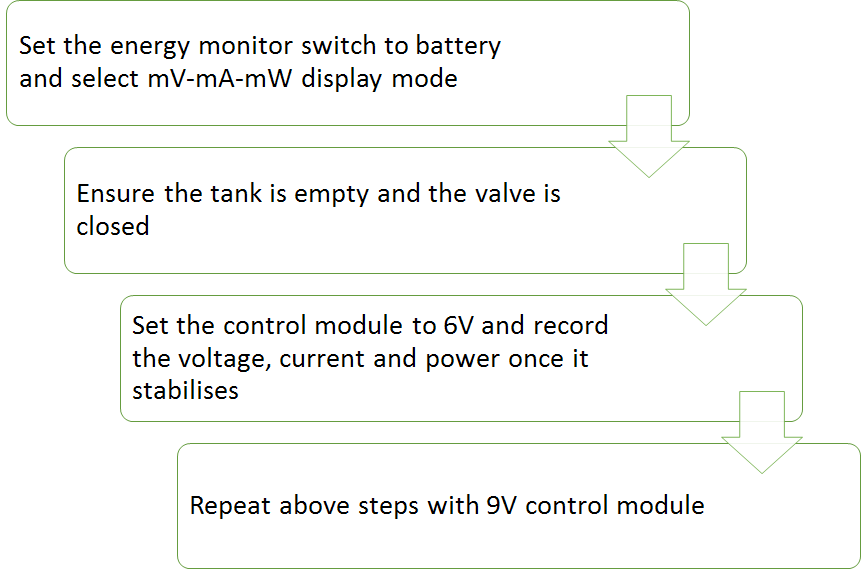 Set the energy monitor switch to battery
and select mV-mA-mW display mode
Ensure the tank is empty and the valve is
closed
Set the control module to 6V and record
the voltage, current and power once it
stabilises
Repeat above steps with 9V control module